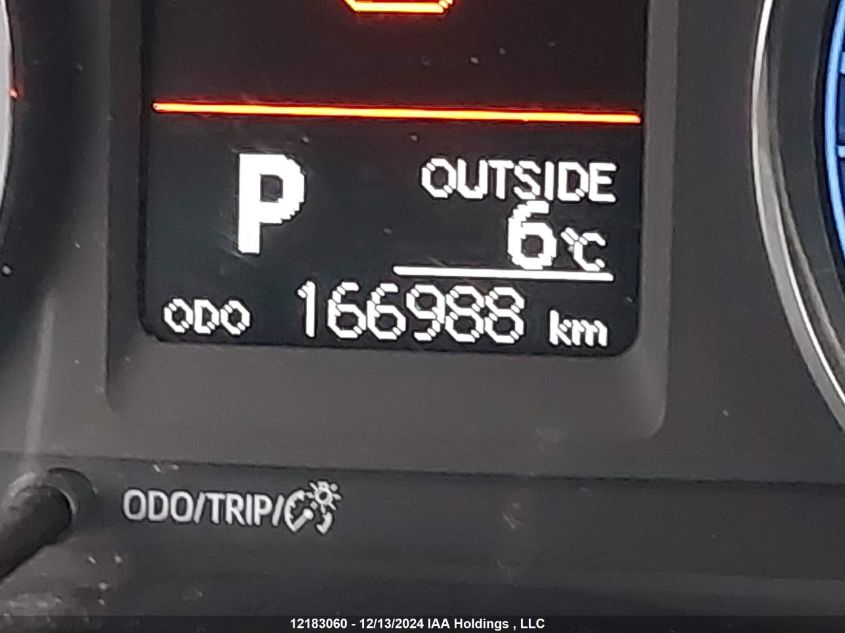 P OUTSIDE
6°C
ODO 166988 km
ODO/TRIP/
12183060 - 12/13/2024 IAA Holdings , LLC